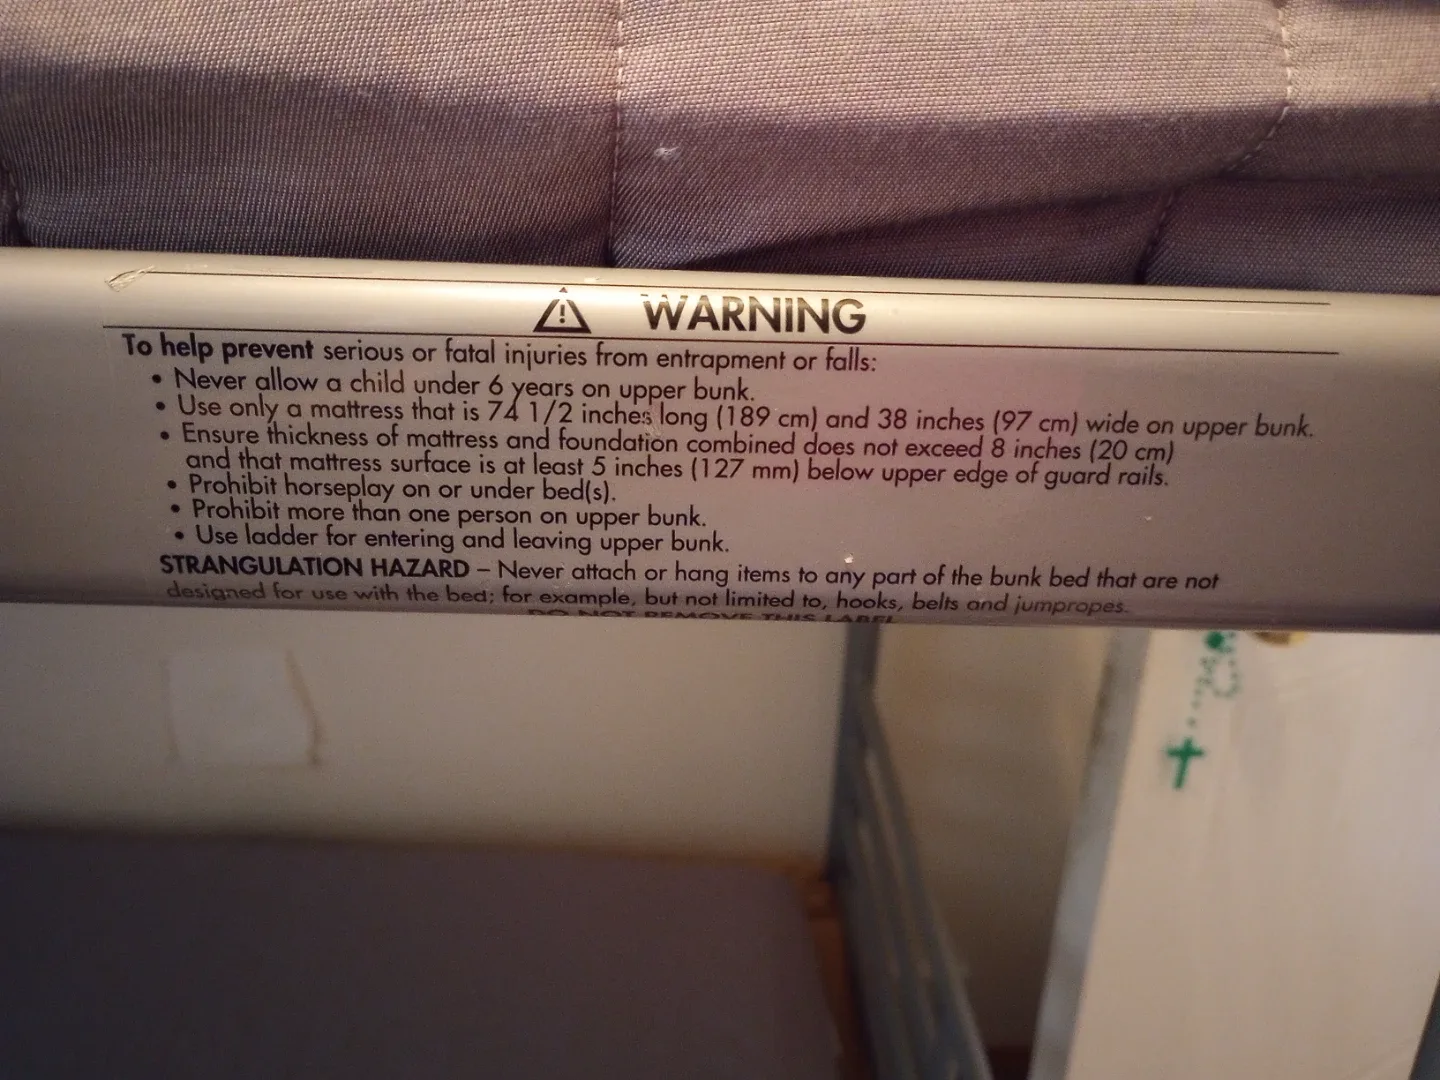 WARNING
To help prevent serious or fatal injuries from entrapment or falls:
• Never allow a child under 6 years on upper bunk.
• Use only a mattress that is 74 1/2 inches long (189 cm) and 38 inches (97 cm) wide on upper bunk.
• Ensure thickness of mattress and foundation combined does not exceed 8 inches (20 cm)
and that mattress surface is at least 5 inches (127 mm) below upper edge of guard rails.
• Prohibit horseplay on or under bed(s).
• Prohibit more than one person on upper bunk.
• Use ladder for entering and leaving upper bunk.
STRANGULATION HAZARD – Never attach or hang items to any part of the bunk bed that are not
designed for use with the bed; for example, but not limited to, hooks, belts and jumpropes.
DO NOT REMOVE THIS LABEL